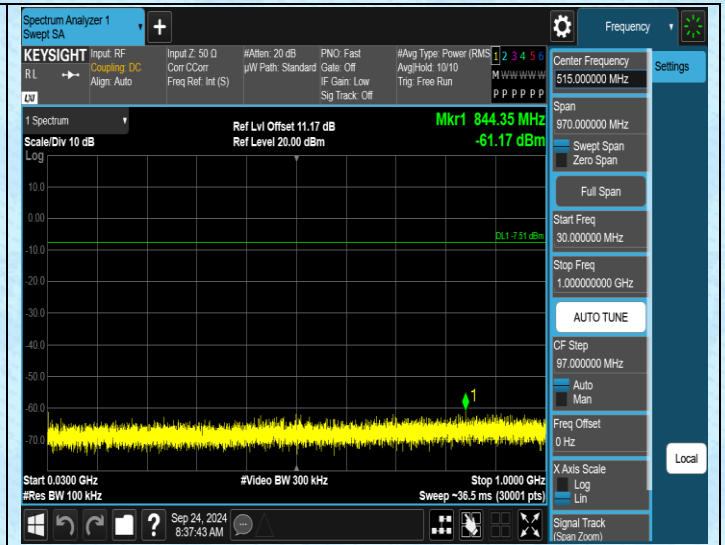 Spectrum Analyzer 1
Swept SA
Frequency
KEYSIGHT
RL
LXI
Input: RF
Coupling: DC
Align: Auto
Input Z: 50 Ω
Corr CCorr
Freq Ref: Int (S)
#Atten: 20 dB
µW Path: Standard
PNO: Fast
Gate: Off
IF Gain: Low
Sig Track: Off
#Avg Type: Power (RMS
Avg|Hold: 10/10
Trig: Free Run
1 2 3 4 5 6
M W W W W W
P P P P P P
1 Spectrum
Scale/Div 10 dB
Log
Ref Lvl Offset 11.17 dB
Ref Level 20.00 dBm
Mkr1 844.35 MHz
-61.17 dBm
10.0
0.00
DL1 -7.51 dBm
-10.0
-20.0
-30.0
-40.0
-50.0
1
-60.0
-70.0
Start 0.0300 GHz
#Res BW 100 kHz
#Video BW 300 kHz
Stop 1.0000 GHz
Sweep ~36.5 ms (30001 pts)
Sep 24, 2024
8:37:43 AM
Center Frequency
515.000000 MHz
Span
970.000000 MHz
Swept Span
Zero Span
Full Span
Start Freq
30.000000 MHz
Stop Freq
1.000000000 GHz
AUTO TUNE
CF Step
97.000000 MHz
Auto
Man
Freq Offset
0 Hz
X Axis Scale
Log
Lin
Signal Track
(Span Zoom)
Settings
Local